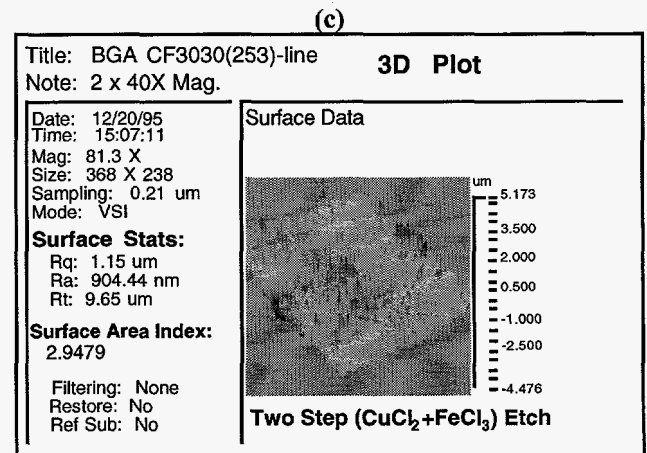 (c)
Title: BGA CF3030(253)-line
Note: 2 x 40X Mag.
3D Plot
Date: 12/20/95
Time: 15:07:11
Mag: 81.3 X
Size: 368 X 238
Sampling: 0.21 um
Mode: VSI
Surface Stats:
Rq: 1.15 um
Ra: 904.44 nm
Rt: 9.65 um
Surface Area Index:
2.9479
Filtering: None
Restore: No
Ref Sub: No
Surface Data
um
5.173
3.500
2.000
0.500
-1.000
-2.500
-4.476
Two Step (CuCl₂+FeCl₃) Etch